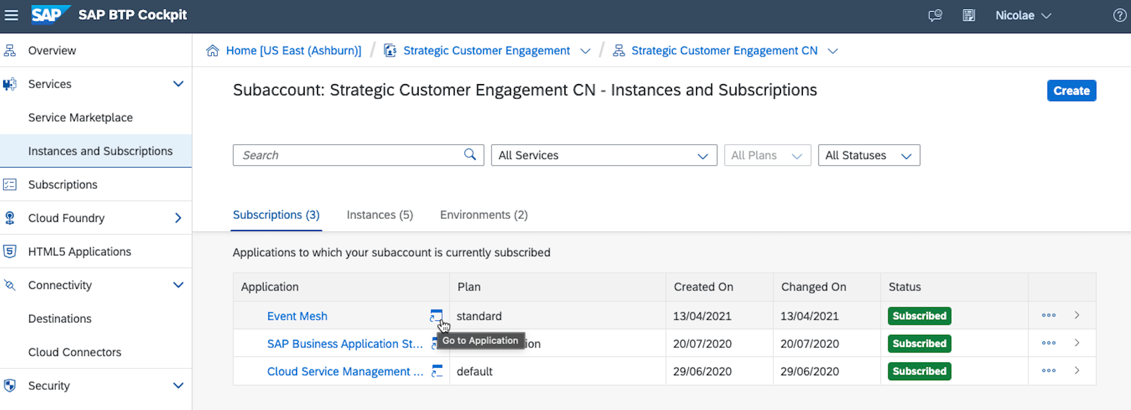 SAP SAP BTP Cockpit Nicolae
Overview
Services
Service Marketplace
Instances and Subscriptions
Subscriptions
Cloud Foundry
HTML5 Applications
Connectivity
Destinations
Cloud Connectors
Security
Home [US East (Ashburn)] / Strategic Customer Engagement / Strategic Customer Engagement CN
Subaccount: Strategic Customer Engagement CN - Instances and Subscriptions Create
Search All Services All Plans All Statuses
Subscriptions (3) Instances (5) Environments (2)
Applications to which your subaccount is currently subscribed
Application Plan Created On Changed On Status
Event Mesh standard 13/04/2021 13/04/2021 Subscribed
Go to Application
SAP Business Application St... ion 20/07/2020 20/07/2020 Subscribed
Cloud Service Management ... default 29/06/2020 29/06/2020 Subscribed